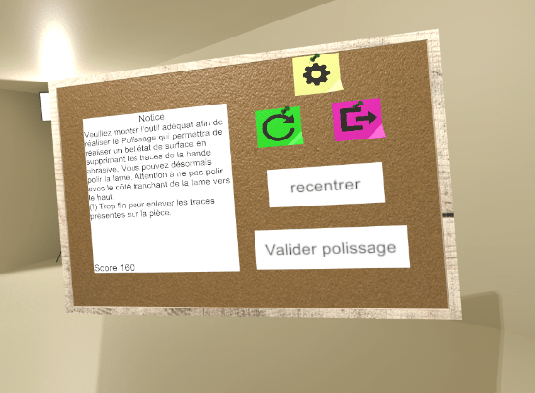 Notice
Veuillez monter l'outil adéquat afin de
réaliser le Polissage qui permettra de
réaliser un bel état de surface en
supprimant les traces de la bande
abrasive. Vous pouvez désormais
polir la lame. Attention à ne pas polir
avec le côté tranchant de la lame vers
le haut.
(!) Trop fin pour enlever les traces
présentes sur la pièce.
Score 160
recentrer
Valider polissage